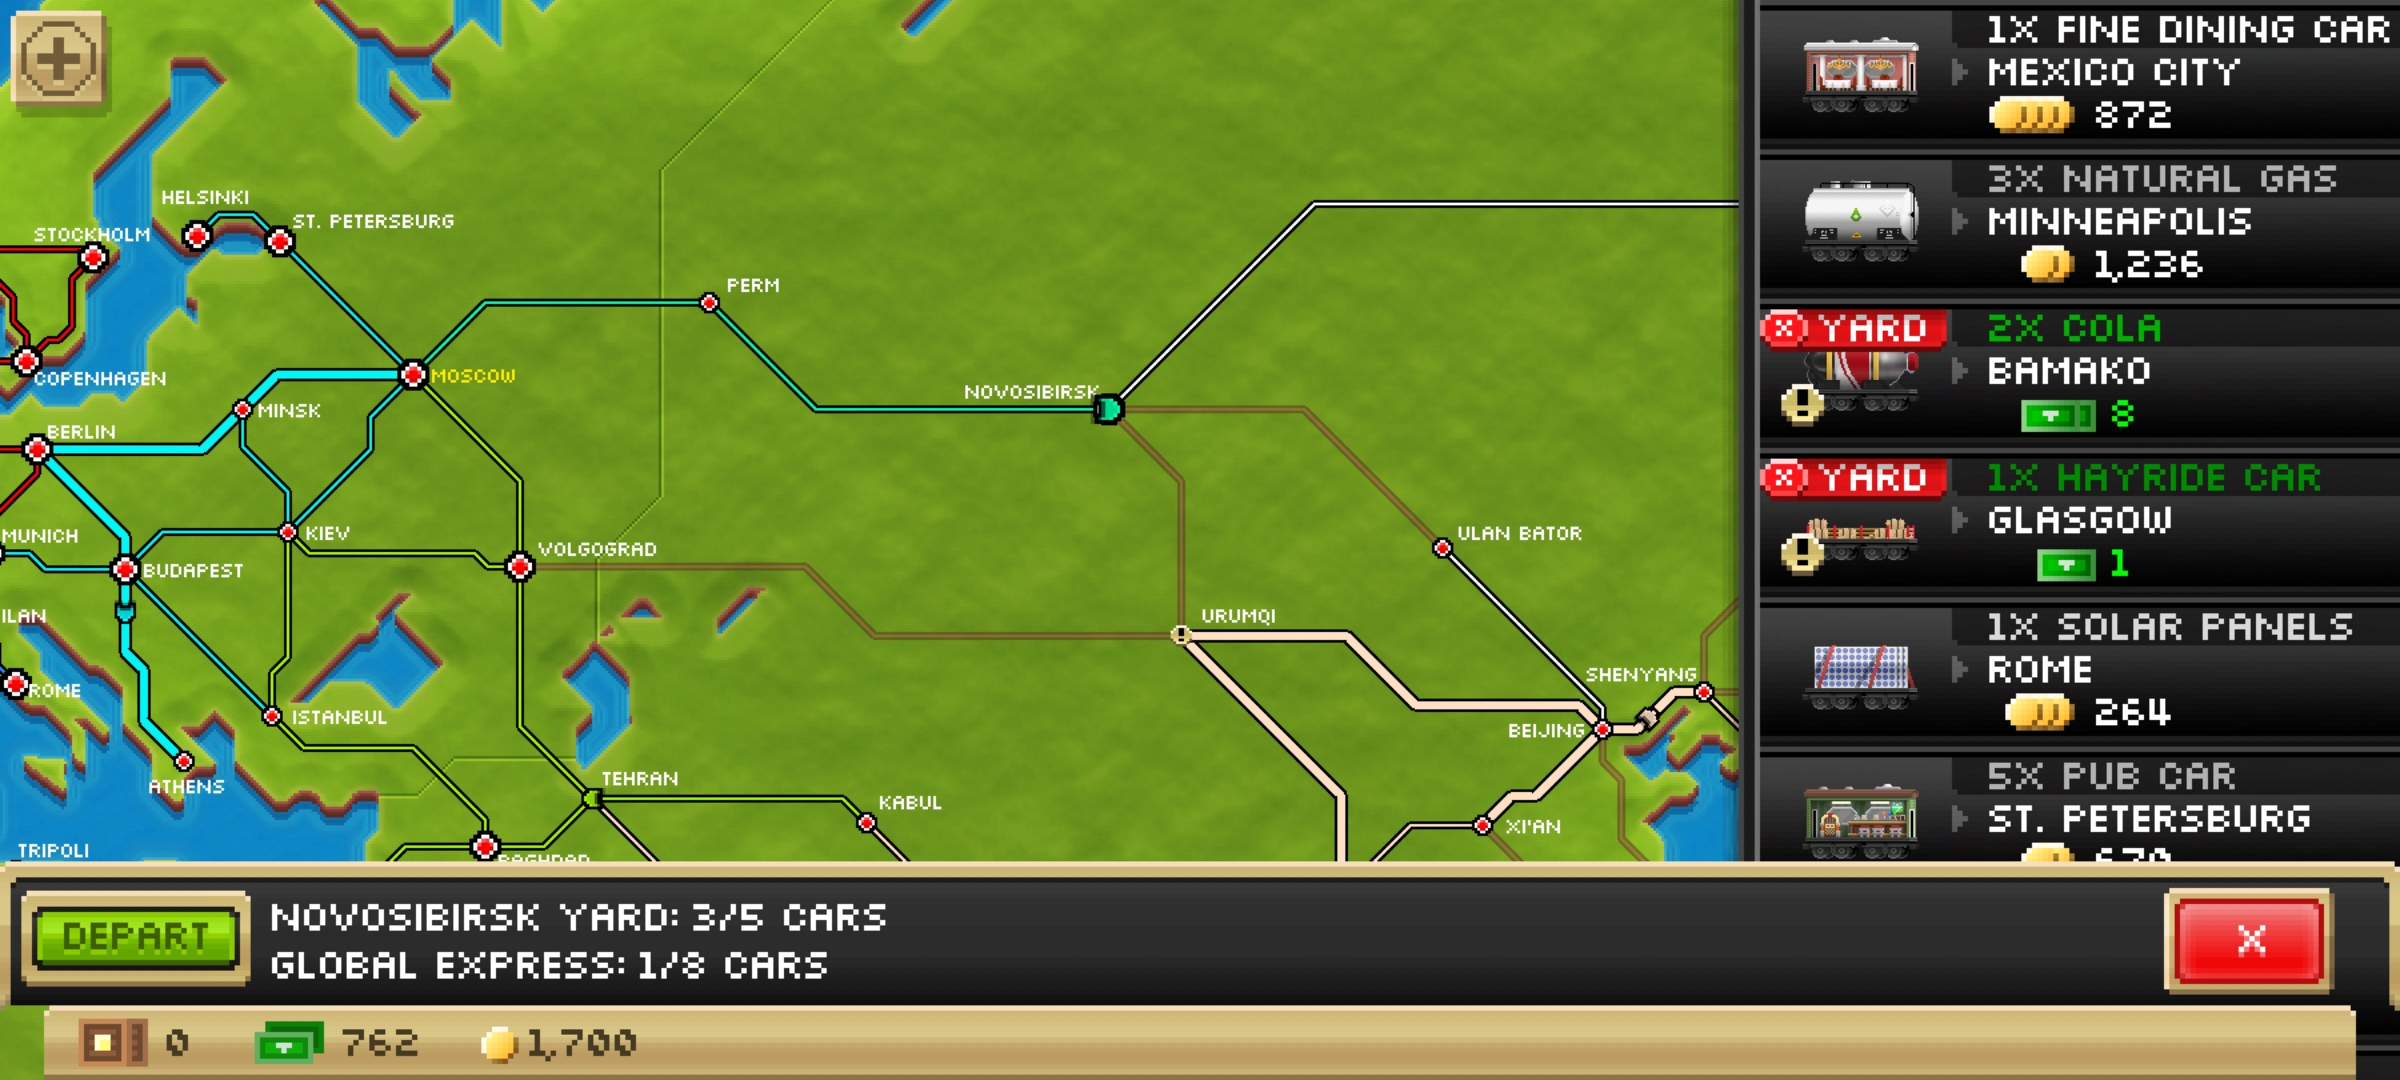 HELSINKI
ST. PETERSBURG
STOCKHOLM
PERM
COPENHAGEN
MOSCOW
NOVOSIBIRSK
MINSK
BERLIN
MUNICH
KIEV
VOLGOGRAD
ULAN BATOR
BUDAPEST
ILAN
URUMQI
ROME
SHENYANG
ISTANBUL
BEIJING
ATHENS
TEHRAN
KABUL
XI'AN
TRIPOLI
BAGHDAD
1X FINE DINING CAR
MEXICO CITY
872
3X NATURAL GAS
MINNEAPOLIS
1,236
YARD
2X COLA
BAMAKO
8
YARD
1X HAYRIDE CAR
GLASGOW
1
1X SOLAR PANELS
ROME
264
5X PUB CAR
ST. PETERSBURG
670
DEPART
NOVOSIBIRSK YARD: 3/5 CARS
GLOBAL EXPRESS: 1/8 CARS
X
0
762
1,700